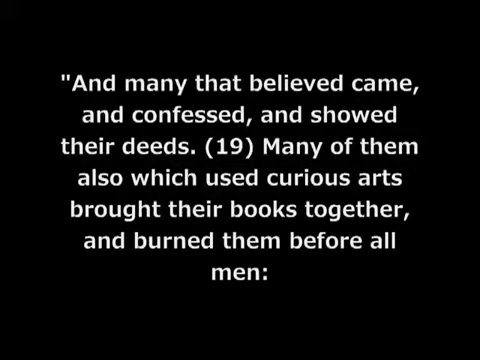 "And many that believed came,
and confessed, and showed
their deeds. (19) Many of them
also which used curious arts
brought their books together,
and burned them before all
men: